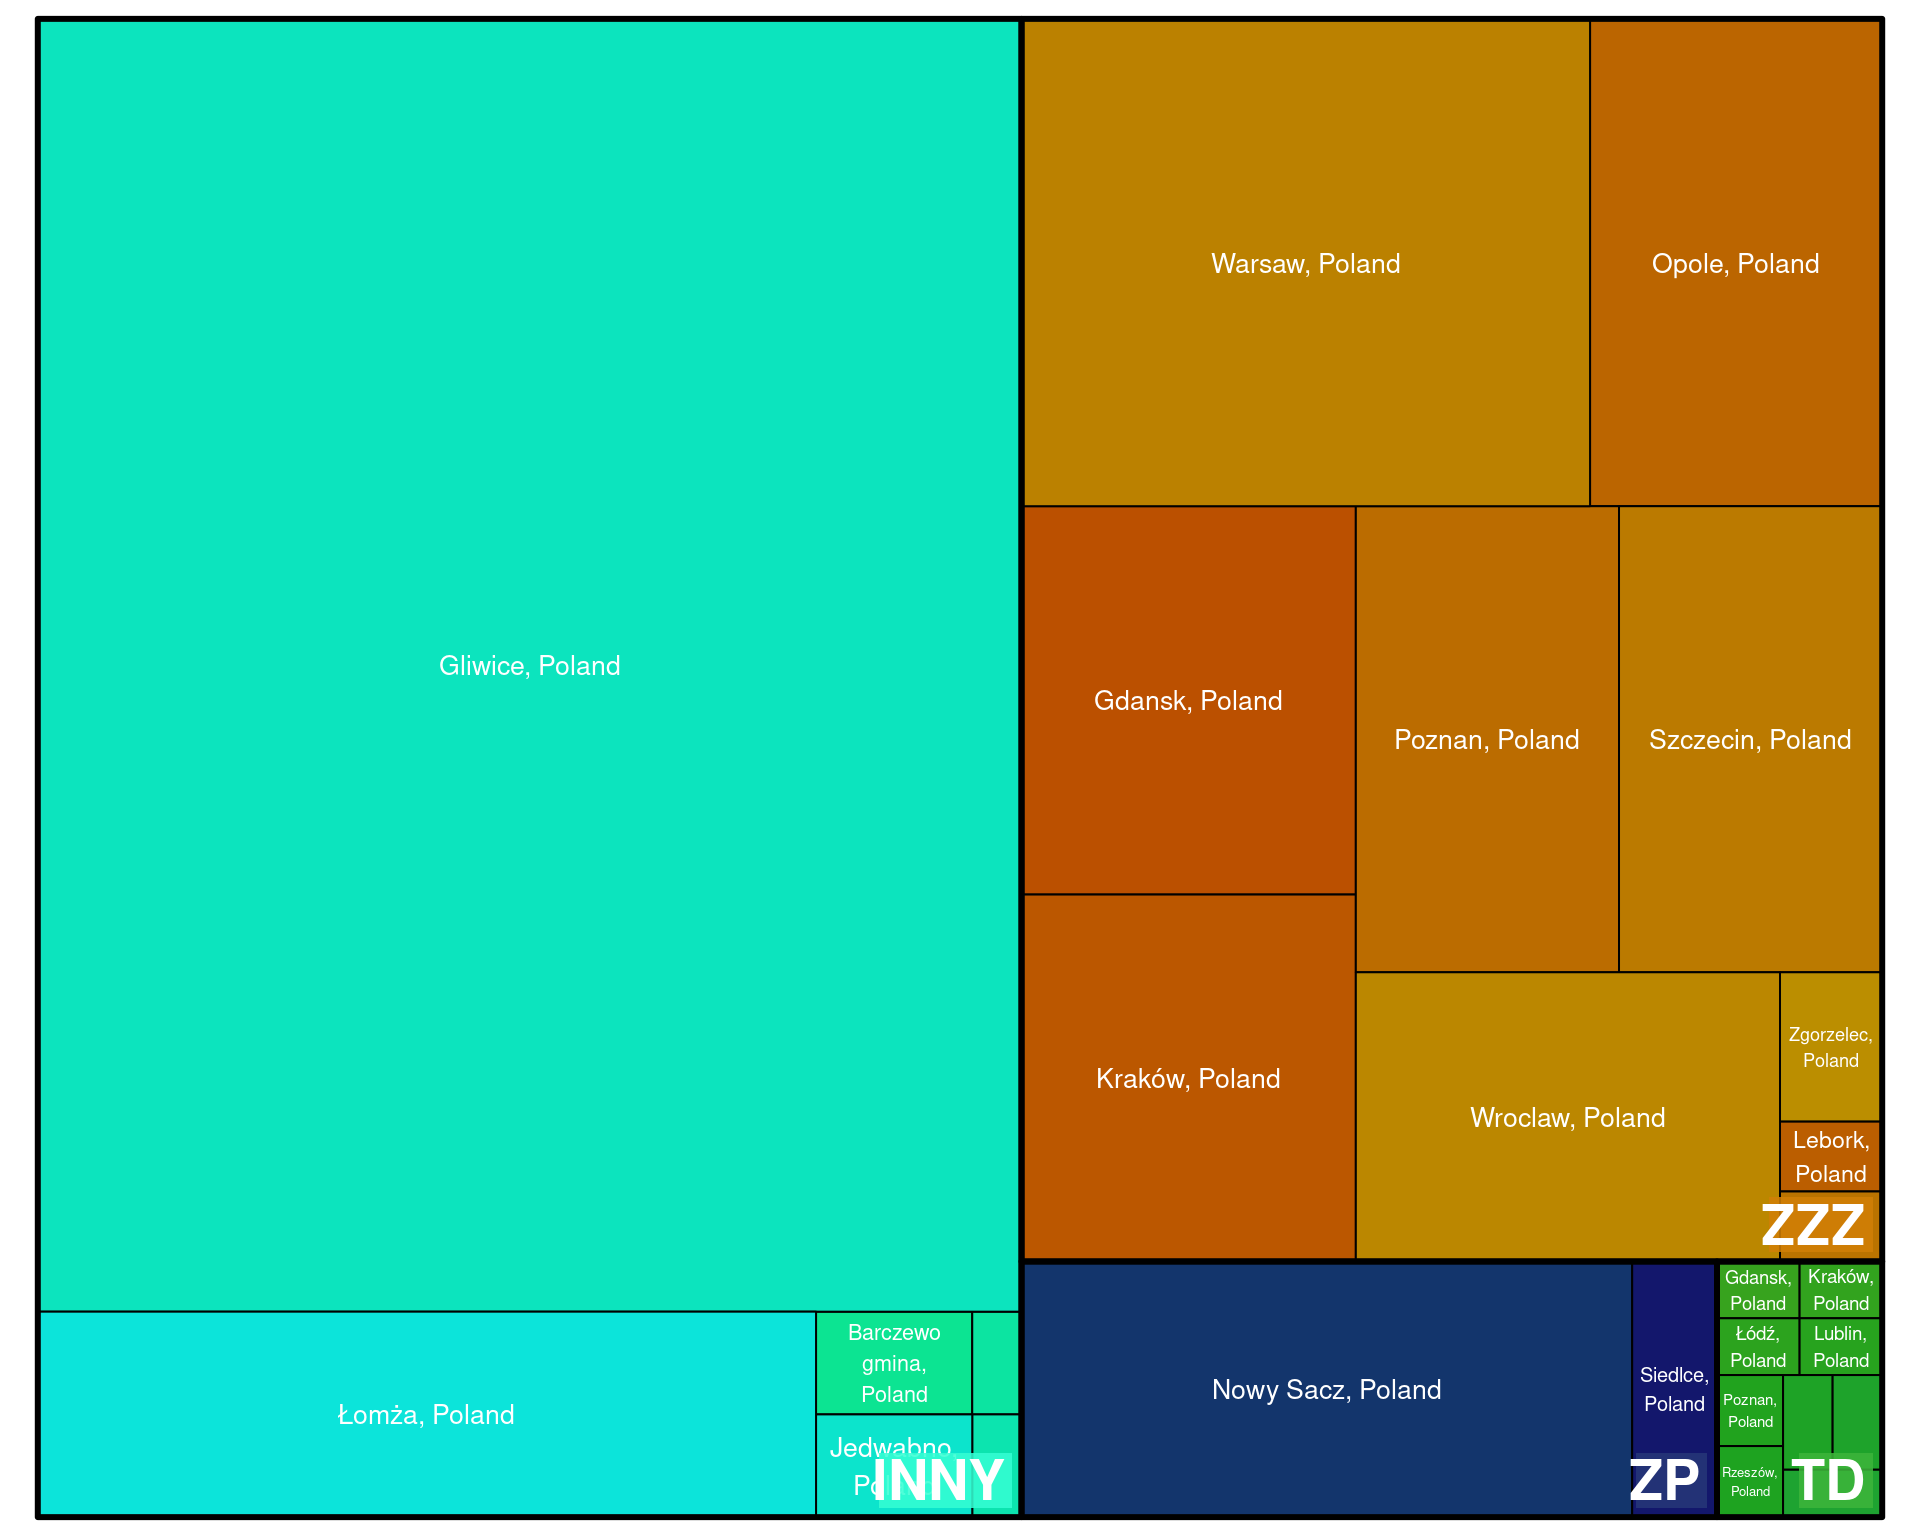 Gliwice, Poland
Łomża, Poland
Barczewo
gmina,
Poland
Jedwabno,
INNY
Warsaw, Poland
Opole, Poland
Gdansk, Poland
Poznan, Poland
Szczecin, Poland
Kraków, Poland
Wroclaw, Poland
Zgorzelec,
Poland
Lebork,
Poland
ZZZ
Nowy Sacz, Poland
Siedlce,
Poland
ZP
Gdansk,
Poland
Kraków,
Poland
Łódź,
Poland
Lublin,
Poland
Poznan,
Poland
Rzeszów,
Poland
TD